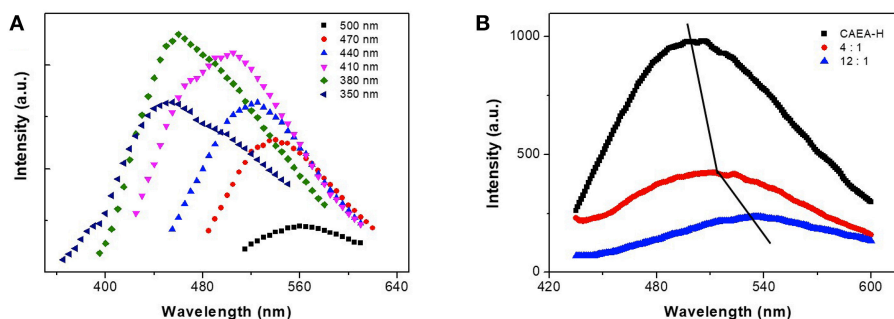 A
500 nm
470 nm
440 nm
410 nm
380 nm
350 nm
Intensity (a.u.)
400
480
560
640
Wavelength (nm)
B
CAEA-H
4 : 1
12 : 1
1000
500
0
Intensity (a.u.)
420
480
540
600
Wavelength (nm)